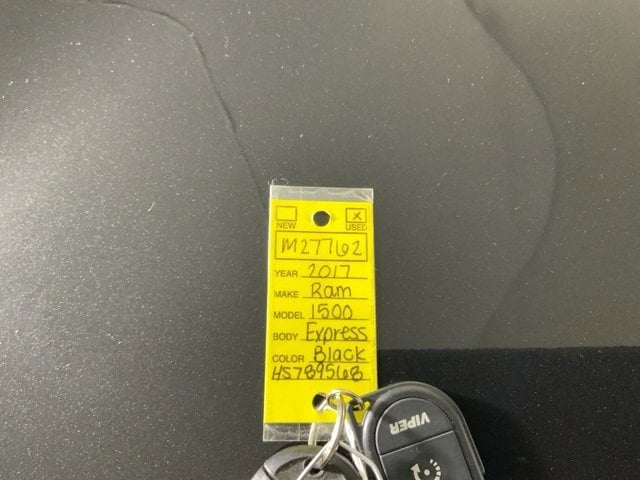 NEW USED
M27762
YEAR 2017
MAKE Ram
MODEL 1500
BODY Express
COLOR Black
HS789568
VIPER